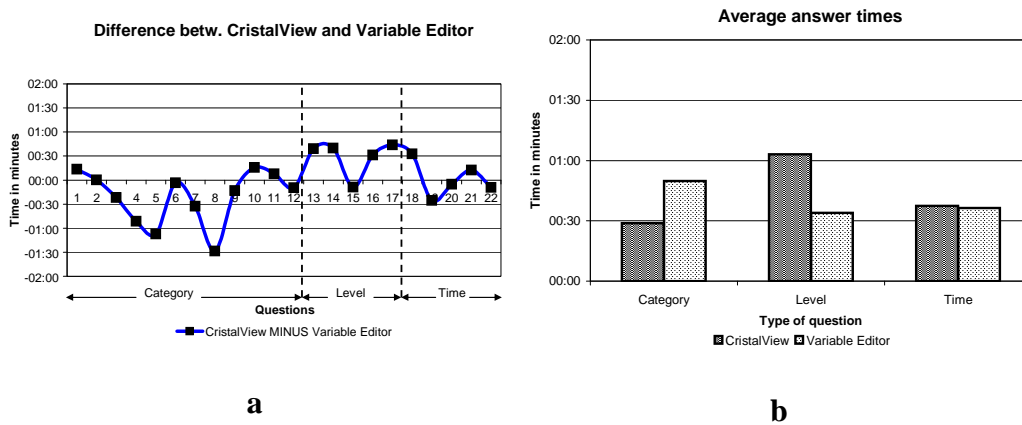 Difference betw. CristalView and Variable Editor
Time in minutes
02:00
01:30
01:00
00:30
00:00
-00:30
-01:00
-01:30
-02:00
1 2 3 4 5 6 7 8 9 10 11 12 13 14 15 16 17 18 19 20 21 22
Category Level Time
Questions
CristalView MINUS Variable Editor
a
Average answer times
Time in minutes
02:00
01:30
01:00
00:30
00:00
Category Level Time
Type of question
CristalView Variable Editor
b